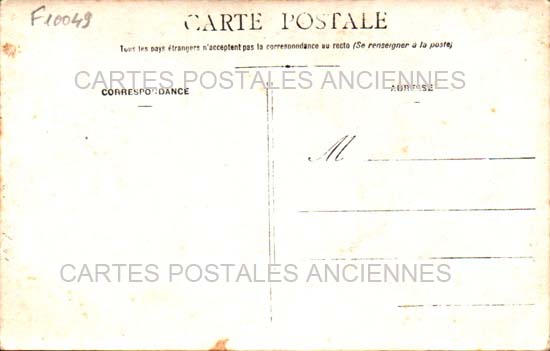 F10049
CARTE POSTALE
Tous les pays étrangers n'acceptent pas la correspondance au recto (Se renseigner à la poste)
CARTES POSTALES ANCIENNES
CORRESPONDANCE
ADRESSE
M
CARTES POSTALES ANCIENNES